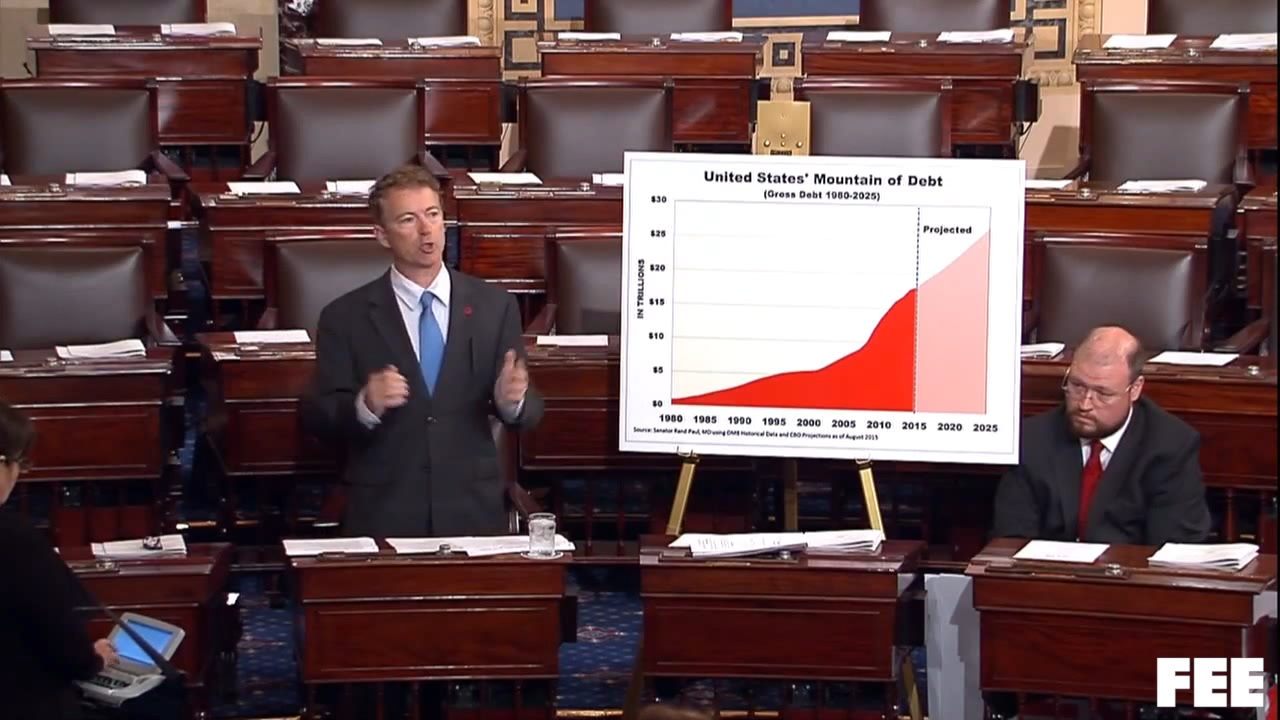 United States' Mountain of Debt
(Gross Debt 1980-2025)
$30
$25
$20
$15
$10
$5
$0
IN TRILLIONS
Projected
1980 1985 1990 1995 2000 2005 2010 2015 2020 2025
Source: Senator Rand Paul, MD using OMB Historical Data and CBO Projections as of August 2015
FEE